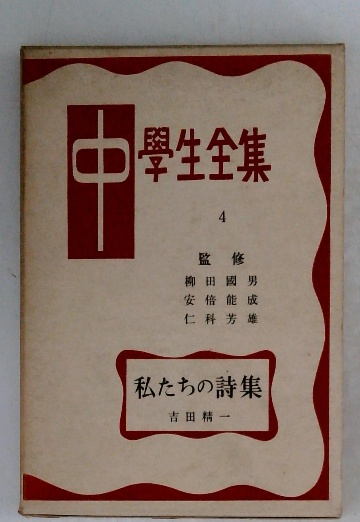 中學生全集
4
監修
柳田國男
安倍能成
仁科芳雄
私たちの詩集
吉田精一